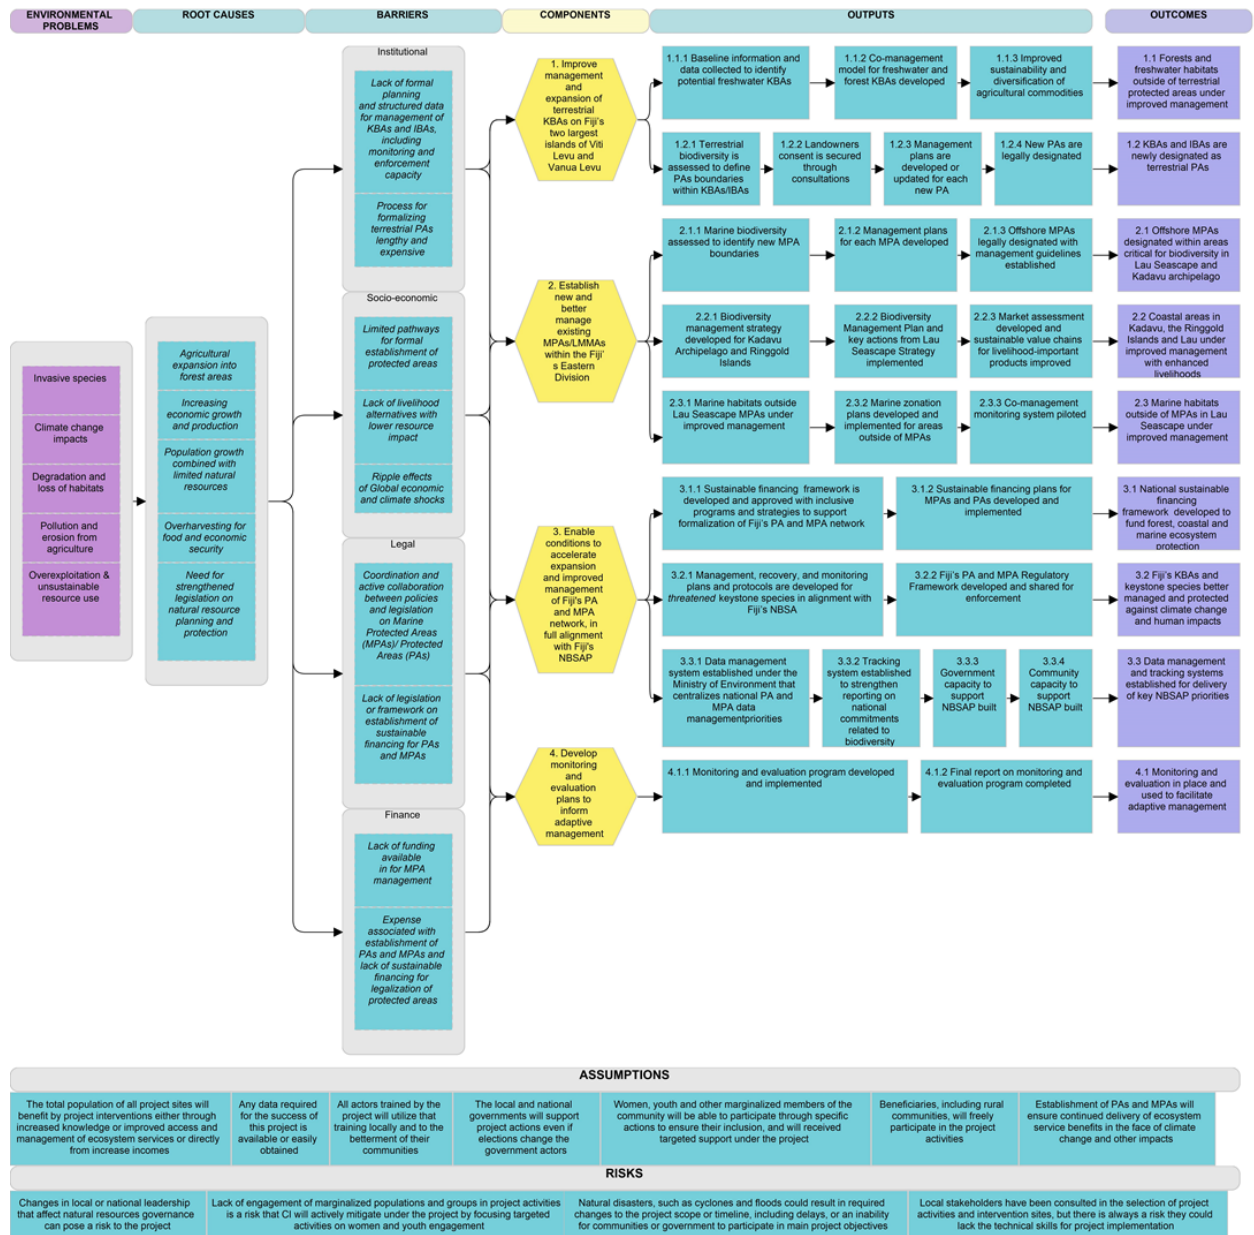 ENVIRONMENTAL
PROBLEMS
ROOT CAUSES
BARRIERS
COMPONENTS
OUTPUTS
OUTCOMES
Invasive species
Climate change
impacts
Degradation and
loss of habitats
Pollution and
erosion from
agriculture
Overexploitation &
unsustainable
resource use
Agricultural
expansion into
forest areas
Increasing
economic growth
and production
Population growth
combined with
limited natural
resources
Overharvesting for
food and economic
security
Need for
strengthened
legislation on
natural resource
planning and
protection
Institutional
Lack of formal
planning
and structured data
for management of
KBAs and IBAs,
including
monitoring and
enforcement
capacity
Process for
formalizing
terrestrial PAs
lengthy and
expensive
Socio-economic
Limited pathways
for formal
establishment of
protected areas
Lack of livelihood
alternatives with
lower resource
impact
Ripple effects
of Global economic
and climate shocks
Legal
Coordination and
active collaboration
between policies
and legislation
on Marine
Protected Areas
(MPAs)/ Protected
Areas (PAs)
Lack of legislation
or framework on
establishment of
sustainable
financing for PAs
and MPAs
Finance
Lack of funding
available
in for MPA
management
Expense
associated with
establishment of
PAs and MPAs and
lack of sustainable
financing for
legalization of
protected areas
1. Improve
management
and
expansion of
terrestrial
KBAs on Fiji's
two largest
islands of Viti
Levu and
Vanua Levu
2. Establish
new and
better
manage
existing
MPAs/LMMAs
within the Fiji'
s Eastern
Division
3. Enable
conditions to
accelerate
expansion
and improved
management
of Fiji's PA
and MPA
network, in
full alignment
with Fiji's
NBSAP
4. Develop
monitoring
and
evaluation
plans to
inform
adaptive
management
1.1.1 Baseline information and
data collected to identify
potential freshwater KBAs
1.1.2 Co-management
model for freshwater and
forest KBAs developed
1.1.3 Improved
sustainability and
diversification of
agricultural commodities
1.1 Forests and
freshwater habitats
outside of terrestrial
protected areas under
improved management
1.2.1 Terrestrial
biodiversity is
assessed to define
PAs boundaries
within KBAs/IBAs
1.2.2 Landowners
consent is secured
through
consultations
1.2.3 Management
plans are
developed or
updated for each
new PA
1.2.4 New PAs are
legally designated
1.2 KBAs and IBAs are
newly designated as
terrestrial PAs
2.1.1 Marine biodiversity
assessed to identify new MPA
boundaries
2.1.2 Management plans
for each MPA developed
2.1.3 Offshore MPAs
legally designated with
management guidelines
established
2.1 Offshore MPAs
designated within areas
critical for biodiversity in
Lau Seascape and
Kadavu archipelago
2.2.1 Biodiversity
management strategy
developed for Kadavu
Archipelago and Ringgold
Islands
2.2.2 Biodiversity
Management Plan and
key actions from Lau
Seascape Strategy
implemented
2.2.3 Market assessment
developed and
sustainable value chains
for livelihood-important
products improved
2.2 Coastal areas in
Kadavu, the Ringgold
Islands and Lau under
improved management
with enhanced
livelihoods
2.3.1 Marine habitats outside
Lau Seascape MPAs under
improved management
2.3.2 Marine zonation
plans developed and
implemented for areas
outside of MPAs
2.3.3 Co-management
monitoring system piloted
2.3 Marine habitats
outside of MPAs in Lau
Seascape under
improved management
3.1.1 Sustainable financing framework is
developed and approved with inclusive
programs and strategies to support
formalization of Fiji's PA and MPA network
3.1.2 Sustainable financing plans for
MPAs and PAs developed and
implemented
3.1 National sustainable
financing
framework developed to
fund forest, coastal and
marine ecosystem
protection
3.2.1 Management, recovery, and monitoring
plans and protocols are developed for
threatened keystone species in alignment with
Fiji's NBSA
3.2.2 Fiji's PA and MPA Regulatory
Framework developed and shared for
enforcement
3.2 Fiji's KBAs and
keystone species better
managed and protected
against climate change
and human impacts
3.3.1 Data management
system established under the
Ministry of Environment that
centralizes national PA and
MPA data
managementpriorities
3.3.2 Tracking
system established
to strengthen
reporting on
national
commitments
related to
biodiversity
3.3.3
Government
capacity to
support
NBSAP built
3.3.4
Community
capacity to
support
NBSAP built
3.3 Data management
and tracking systems
established for delivery
of key NBSAP priorities
4.1.1 Monitoring and evaluation program developed
and implemented
4.1.2 Final report on monitoring and
evaluation program completed
4.1 Monitoring and
evaluation in place and
used to facilitate
adaptive management
ASSUMPTIONS
The total population of all project sites will
benefit by project interventions either through
increased knowledge or improved access and
management of ecosystem services or directly
from increase incomes
Any data required
for the success of
this project is
available or easily
obtained
All actors trained by the
project will utilize that
training locally and to the
betterment of their
communities
The local and national
governments will support
project actions even if
elections change the
government actors
Women, youth and other marginalized members of the
community will be able to participate through specific
actions to ensure their inclusion, and will received
targeted support under the project
Beneficiaries, including
rural communities, will
freely
participate in the project
activities
Establishment of PAs and MPAs will
ensure continued delivery of ecosystem
service benefits in the face of climate
change and other impacts
RISKS
Changes in local or national leadership
that affect natural resources governance
can pose a risk to the project
Lack of engagement of marginalized populations and groups in project activities
is a risk that CI will actively mitigate under the project by focusing targeted
activities on women and youth engagement
Natural disasters, such as cyclones and floods could result in required
changes to the project scope or timeline, including delays, or an inability
for communities or government to participate in main project objectives
Local stakeholders have been consulted in the selection of project
activities and intervention sites, but there is always a risk they could
lack the technical skills for project implementation